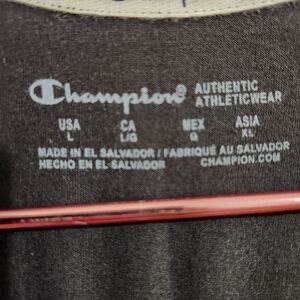 Champion AUTHENTIC
ATHLETICWEAR
USA CA MEX ASIA
L L/G G XL
MADE IN EL SALVADOR / FABRIQUÉ AU SALVADOR
HECHO EN EL SALVADOR CHAMPION.COM